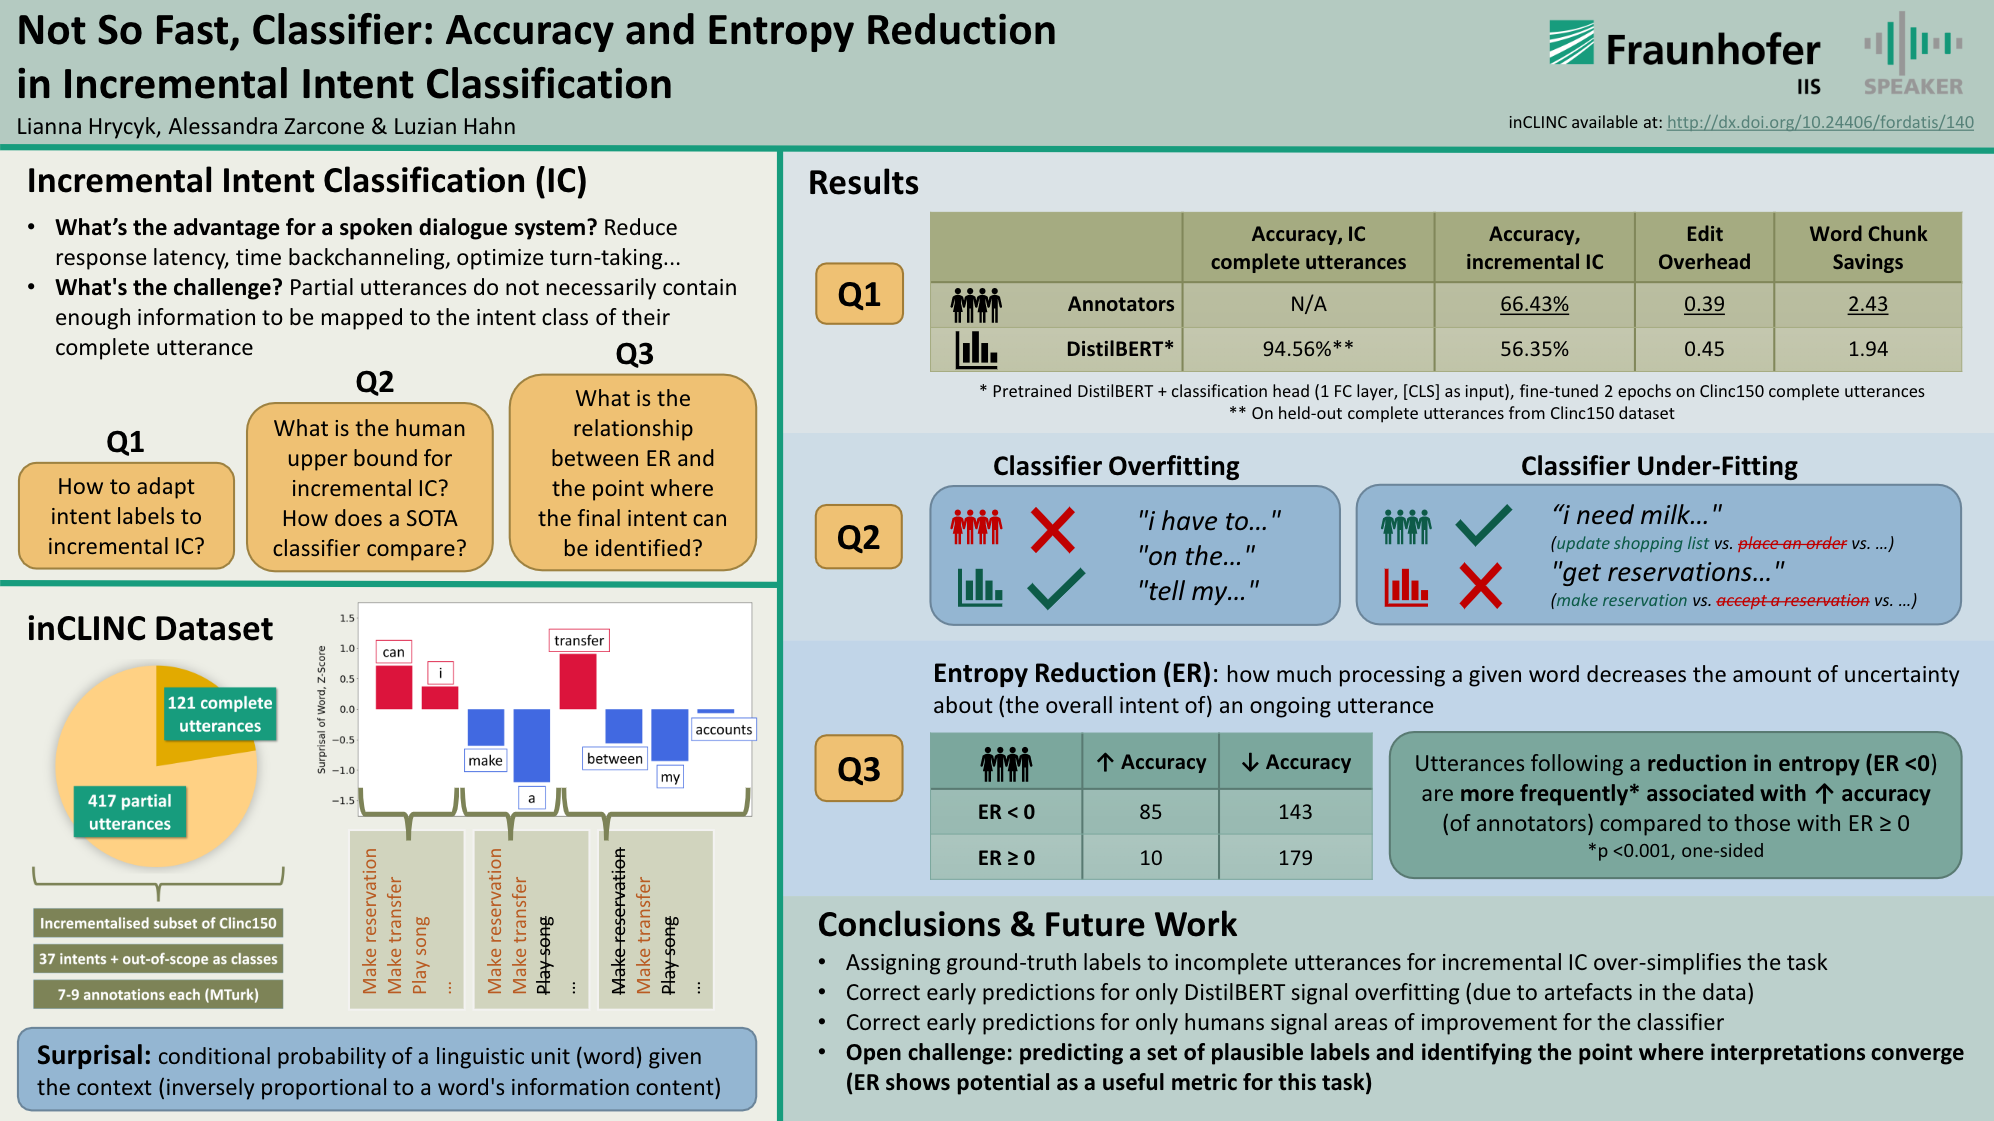 Not So Fast, Classifier: Accuracy and Entropy Reduction
in Incremental Intent Classification
Lianna Hrycyk, Alessandra Zarcone & Luzian Hahn
Fraunhofer
IIS
SPEAKER
inCLINC available at: http://dx.doi.org/10.24406/fordatis/140
Incremental Intent Classification (IC)
• What's the advantage for a spoken dialogue system? Reduce
response latency, time backchanneling, optimize turn-taking...
• What's the challenge? Partial utterances do not necessarily contain
enough information to be mapped to the intent class of their
complete utterance
Q1
How to adapt
intent labels to
incremental IC?
Q2
What is the human
upper bound for
incremental IC?
How does a SOTA
classifier compare?
Q3
What is the
relationship
between ER and
the point where
the final intent can
be identified?
inCLINC Dataset
121 complete
utterances
417 partial
utterances
Incrementalised subset of Clinc150
37 intents + out-of-scope as classes
7-9 annotations each (MTurk)
Surprisal of Word, Z-Score
1.5
1.0
0.5
0.0
−0.5
−1.0
−1.5
can
i
make
a
transfer
between
my
accounts
Make reservation
Make transfer
Play song
...
Make reservation
Make transfer
Play song
...
Make reservation
Make transfer
Play song
...
Surprisal: conditional probability of a linguistic unit (word) given
the context (inversely proportional to a word's information content)
Results
Q1
Accuracy, IC
complete utterances
Accuracy,
incremental IC
Edit
Overhead
Word Chunk
Savings
Annotators N/A 66.43% 0.39 2.43
DistilBERT* 94.56%** 56.35% 0.45 1.94
* Pretrained DistilBERT + classification head (1 FC layer, [CLS] as input), fine-tuned 2 epochs on Clinc150 complete utterances
** On held-out complete utterances from Clinc150 dataset
Q2
Classifier Overfitting
"i have to..."
"on the..."
"tell my..."
Classifier Under-Fitting
“i need milk..."
(update shopping list vs. place an order vs. ...)
"get reservations..."
(make reservation vs. accept a reservation vs. ...)
Q3
Entropy Reduction (ER): how much processing a given word decreases the amount of uncertainty
about (the overall intent of) an ongoing utterance
↑ Accuracy ↓ Accuracy
ER < 0 85 143
ER ≥ 0 10 179
Utterances following a reduction in entropy (ER <0)
are more frequently* associated with ↑ accuracy
(of annotators) compared to those with ER ≥ 0
*p <0.001, one-sided
Conclusions & Future Work
• Assigning ground-truth labels to incomplete utterances for incremental IC over-simplifies the task
• Correct early predictions for only DistilBERT signal overfitting (due to artefacts in the data)
• Correct early predictions for only humans signal areas of improvement for the classifier
• Open challenge: predicting a set of plausible labels and identifying the point where interpretations converge
(ER shows potential as a useful metric for this task)